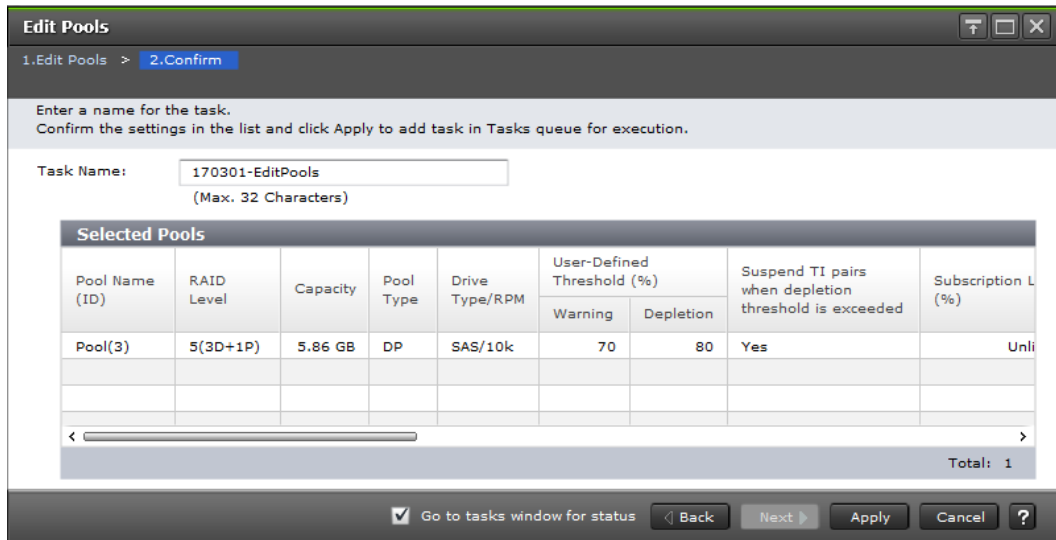 Edit Pools
1.Edit Pools > 2.Confirm
Enter a name for the task.
Confirm the settings in the list and click Apply to add task in Tasks queue for execution.
Task Name: 170301-EditPools
(Max. 32 Characters)
Selected Pools
Pool Name (ID) RAID Level Capacity Pool Type Drive Type/RPM User-Defined Threshold (%) Warning Depletion Suspend TI pairs when depletion threshold is exceeded Subscription L (%)
Pool(3) 5(3D+1P) 5.86 GB DP SAS/10k 70 80 Yes Unli
Total: 1
Go to tasks window for status Back Next Apply Cancel ?